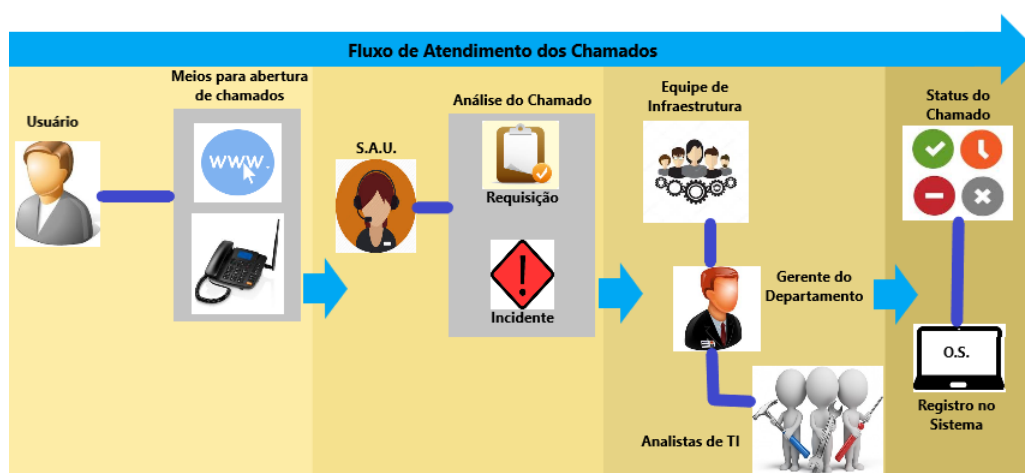 Fluxo de Atendimento dos Chamados
Usuário
Meios para abertura
de chamados
www.
S.A.U.
Análise do Chamado
Requisição
Incidente
Equipe de
Infraestrutura
Gerente do
Departamento
Analistas de TI
Status do
Chamado
O.S.
Registro no
Sistema